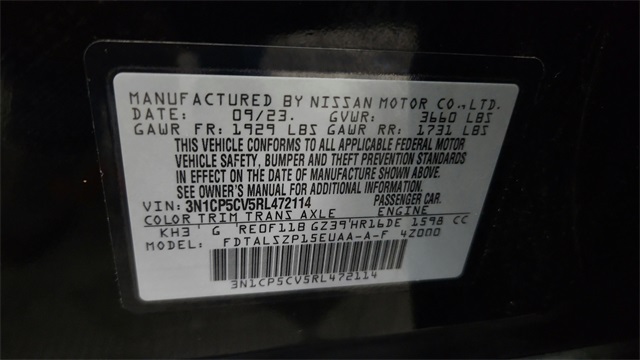 MANUFACTURED BY NISSAN MOTOR CO.,LTD.
DATE: 09/23. GVWR: 3660 LBS
GAWR FR: 1929 LBS GAWR RR: 1731 LBS
THIS VEHICLE CONFORMS TO ALL APPLICABLE FEDERAL MOTOR
VEHICLE SAFETY, BUMPER AND THEFT PREVENTION STANDARDS
IN EFFECT ON THE DATE OF MANUFACTURE SHOWN ABOVE.
SEE OWNER'S MANUAL FOR ADDITIONAL INFORMATION.
VIN: 3N1CP5CV5RL472114 PASSENGER CAR.
COLOR TRIM TRANS AXLE ENGINE
KH3 G RE0F11B GZ39 HR16DE 1598 CC
MODEL: FDTALSZP15EUAA-A-F 4Z000
3N1CP5CV5RL472114